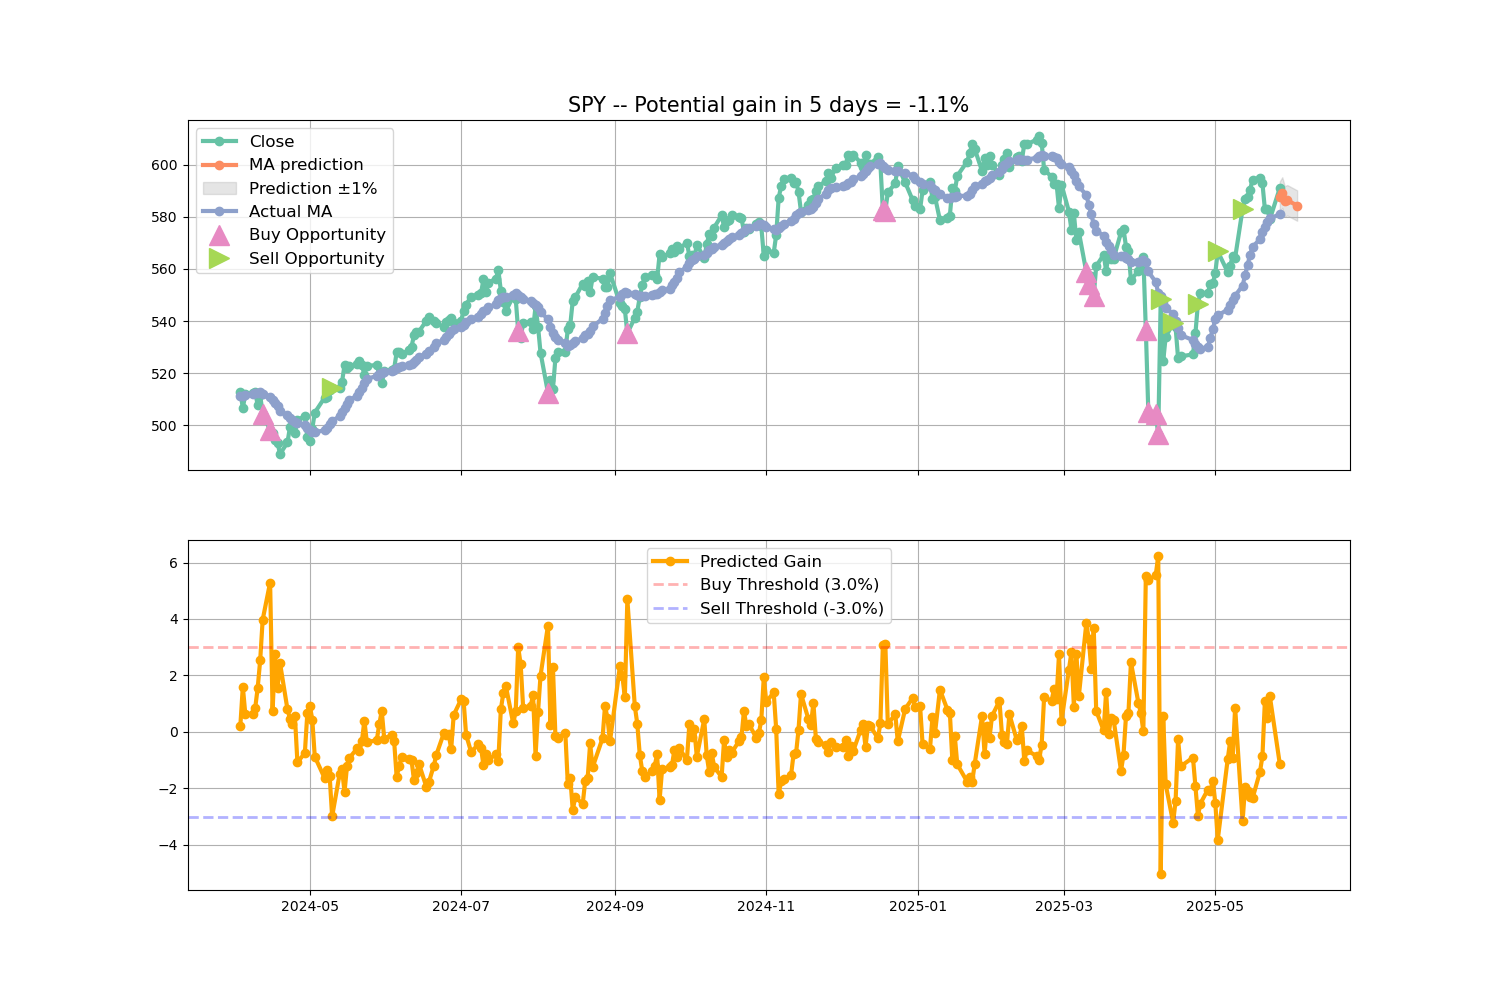 SPY -- Potential gain in 5 days = -1.1%
Close
MA prediction
Prediction ±1%
Actual MA
Buy Opportunity
Sell Opportunity
600
580
560
540
520
500
Predicted Gain
Buy Threshold (3.0%)
Sell Threshold (-3.0%)
6
4
2
0
−2
−4
2024-05
2024-07
2024-09
2024-11
2025-01
2025-03
2025-05